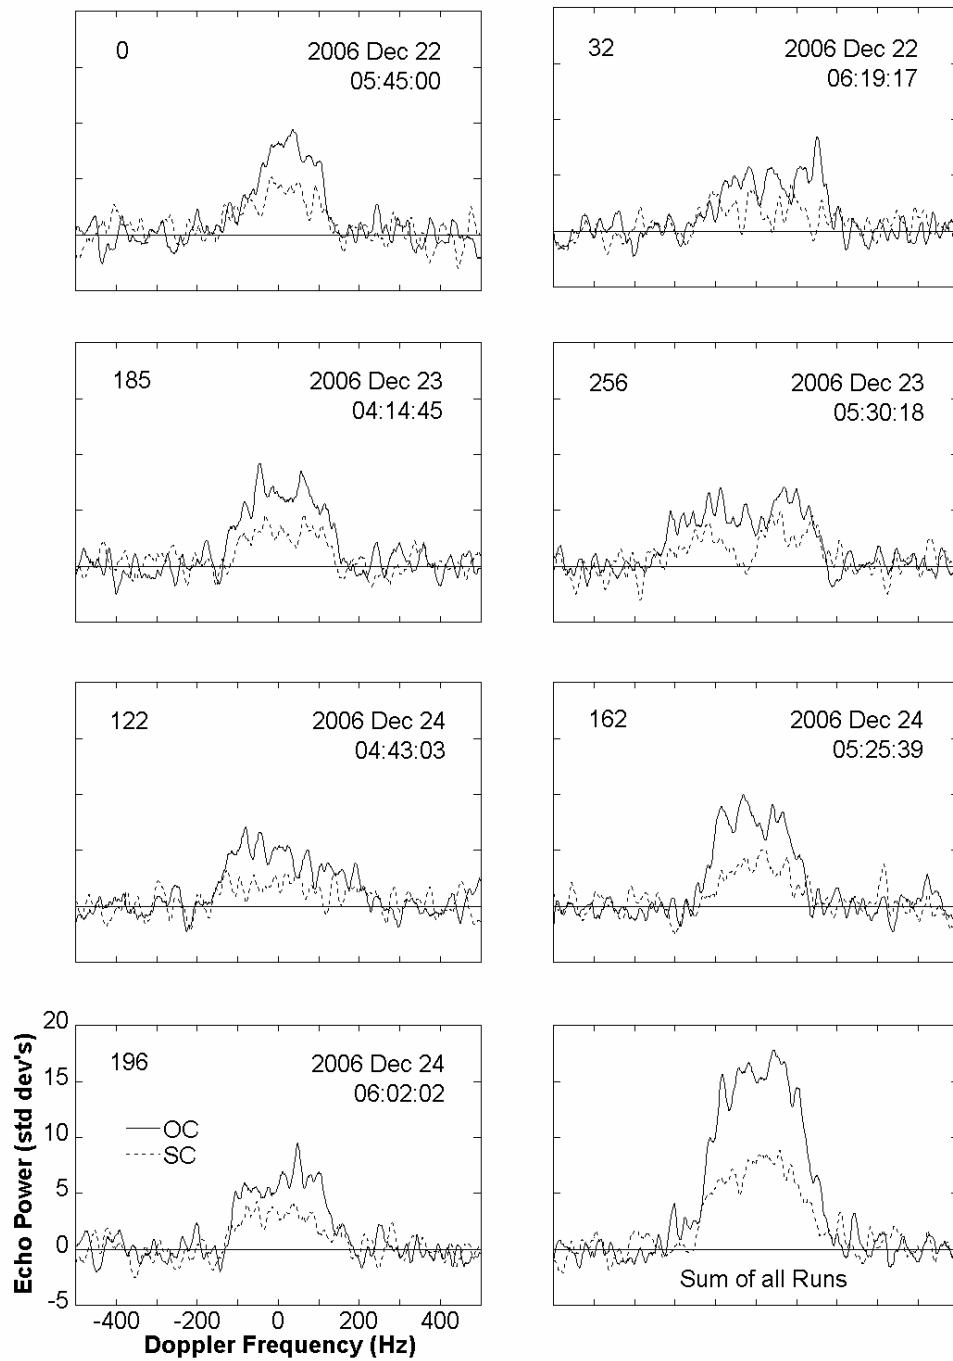 0
2006 Dec 22
05:45:00
32
2006 Dec 22
06:19:17
185
2006 Dec 23
04:14:45
256
2006 Dec 23
05:30:18
122
2006 Dec 24
04:43:03
162
2006 Dec 24
05:25:39
Echo Power (std dev's)
20
15
10
5
0
-5
196
2006 Dec 24
06:02:02
OC
SC
-400 -200 0 200 400
Doppler Frequency (Hz)
Sum of all Runs